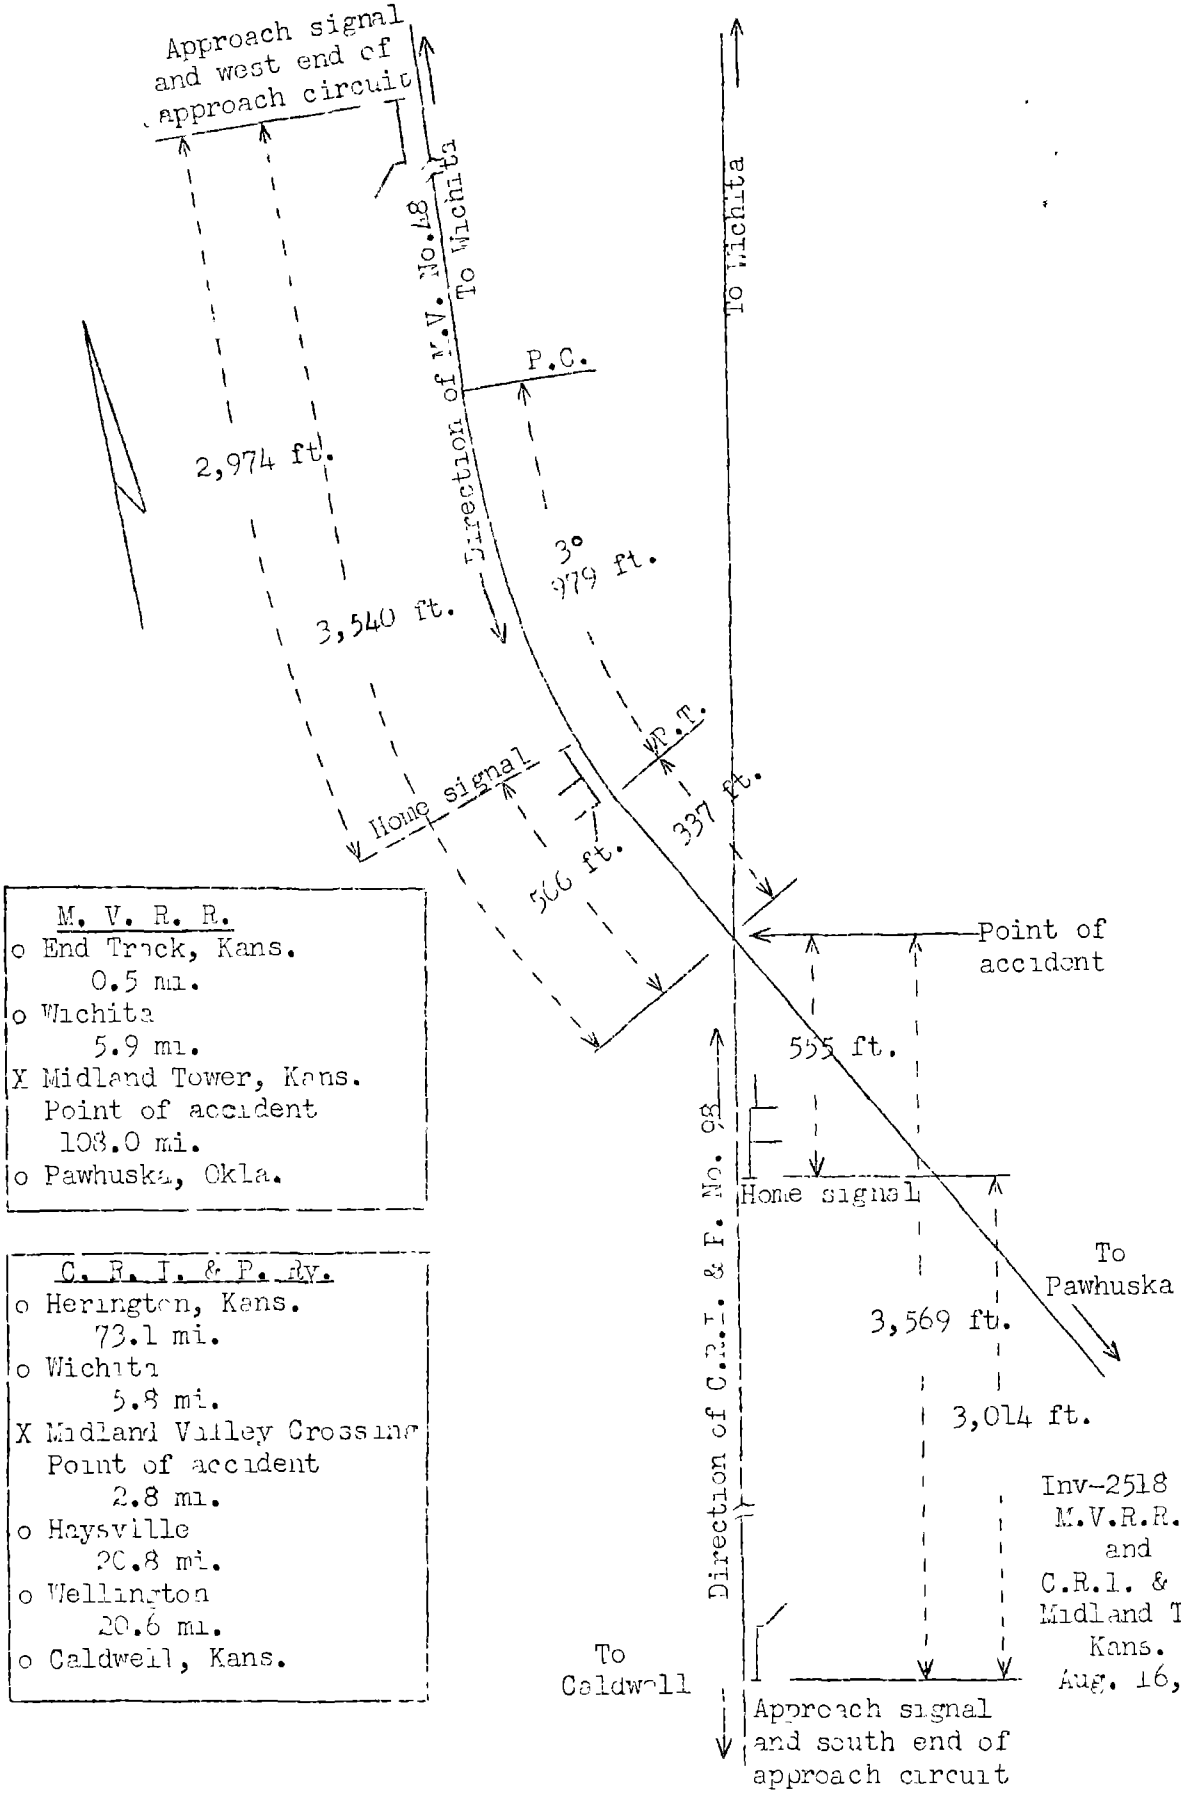 Approach signal
and west end of
approach circuit
Direction of M.V. No.48
To Wichita
To Wichita
P.C.
2,974 ft.
3°
979 ft.
3,540 ft.
P.T.
337 ft.
Home signal
566 ft.
M. V. R. R.
o End Track, Kans.
0.5 mi.
o Wichita
5.9 mi.
X Midland Tower, Kans.
Point of accident
108.0 mi.
o Pawhuska, Okla.
Point of
accident
555 ft.
Direction of C.R.I. & P. No. 98
Home signal
To
Pawhuska
3,569 ft.
3,014 ft.
C. R. I. & P. Ry.
o Herington, Kans.
73.1 mi.
o Wichita
5.8 mi.
X Midland Valley Crossing
Point of accident
2.8 mi.
o Haysville
20.8 mi.
o Wellington
20.6 mi.
o Caldwell, Kans.
Inv-2518
M.V.R.R.
and
C.R.I. &
Midland T
Kans.
Aug. 16,
To
Caldwell
Approach signal
and south end of
approach circuit